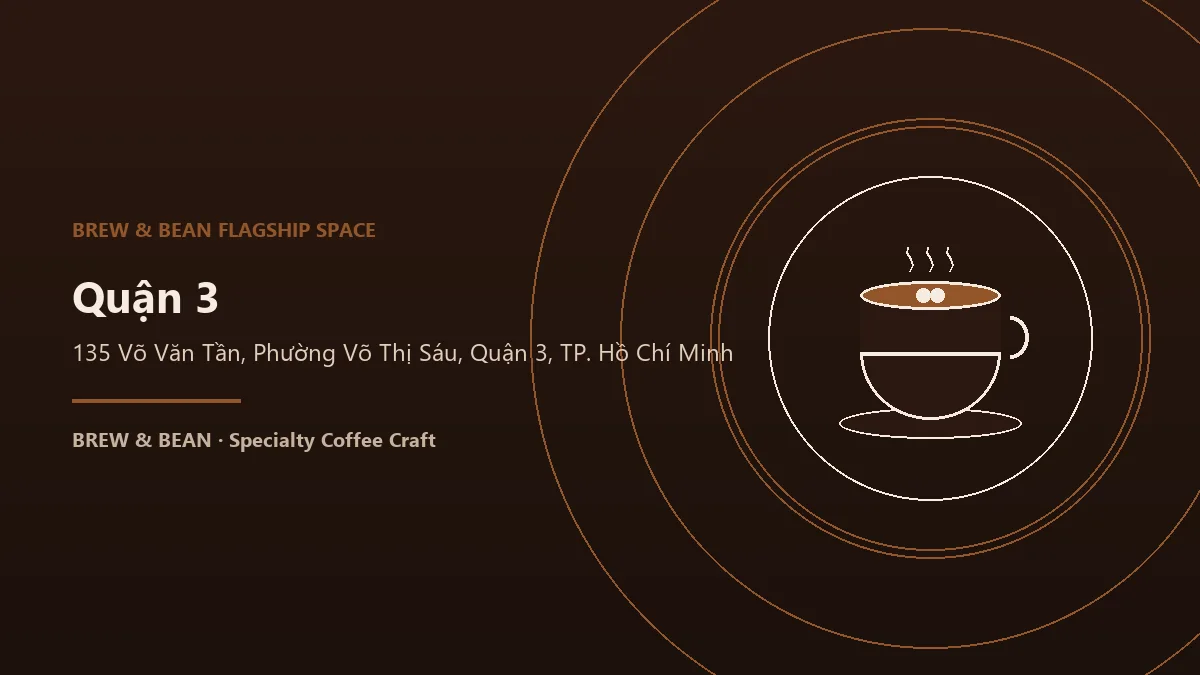 BREW & BEAN FLAGSHIP SPACE
Quận 3
135 Võ Văn Tần, Phường Võ Thị Sáu, Quận 3, TP. Hồ Chí Minh
BREW & BEAN · Specialty Coffee Craft